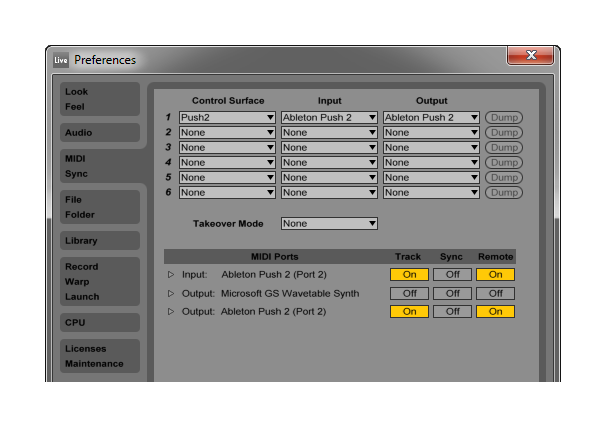 Live Preferences
Look
Feel
Audio
MIDI
Sync
File
Folder
Library
Record
Warp
Launch
CPU
Licenses
Maintenance
Control Surface Input Output
1 Push2 Ableton Push 2 Ableton Push 2 Dump
2 None None None Dump
3 None None None Dump
4 None None None Dump
5 None None None Dump
6 None None None Dump
Takeover Mode None
MIDI Ports Track Sync Remote
Input: Ableton Push 2 (Port 2) On Off On
Output: Microsoft GS Wavetable Synth Off Off Off
Output: Ableton Push 2 (Port 2) On Off On